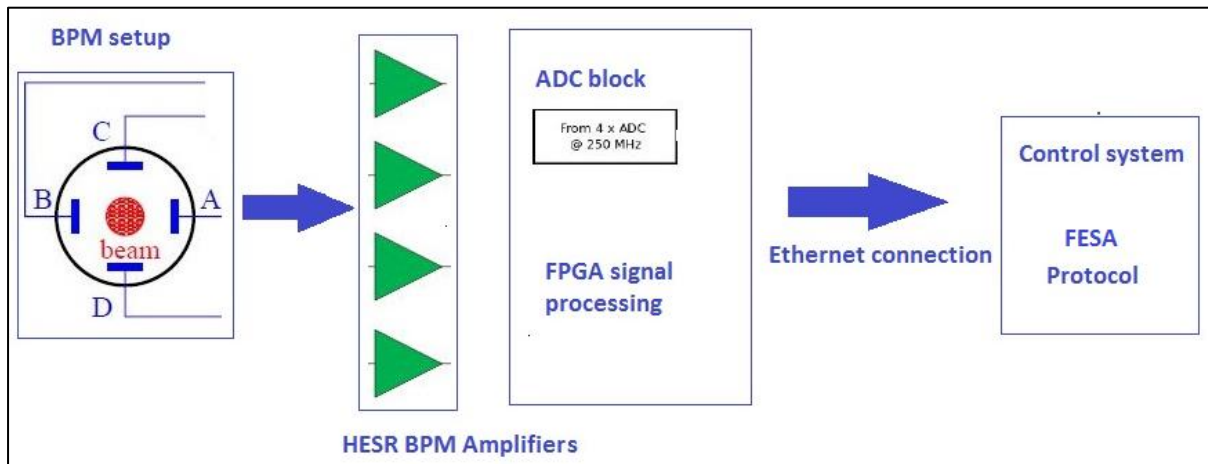 BPM setup
C
B
A
beam
D
HESR BPM Amplifiers
ADC block
From 4 x ADC
@ 250 MHz
FPGA signal
processing
Ethernet connection
Control system
FESA
Protocol